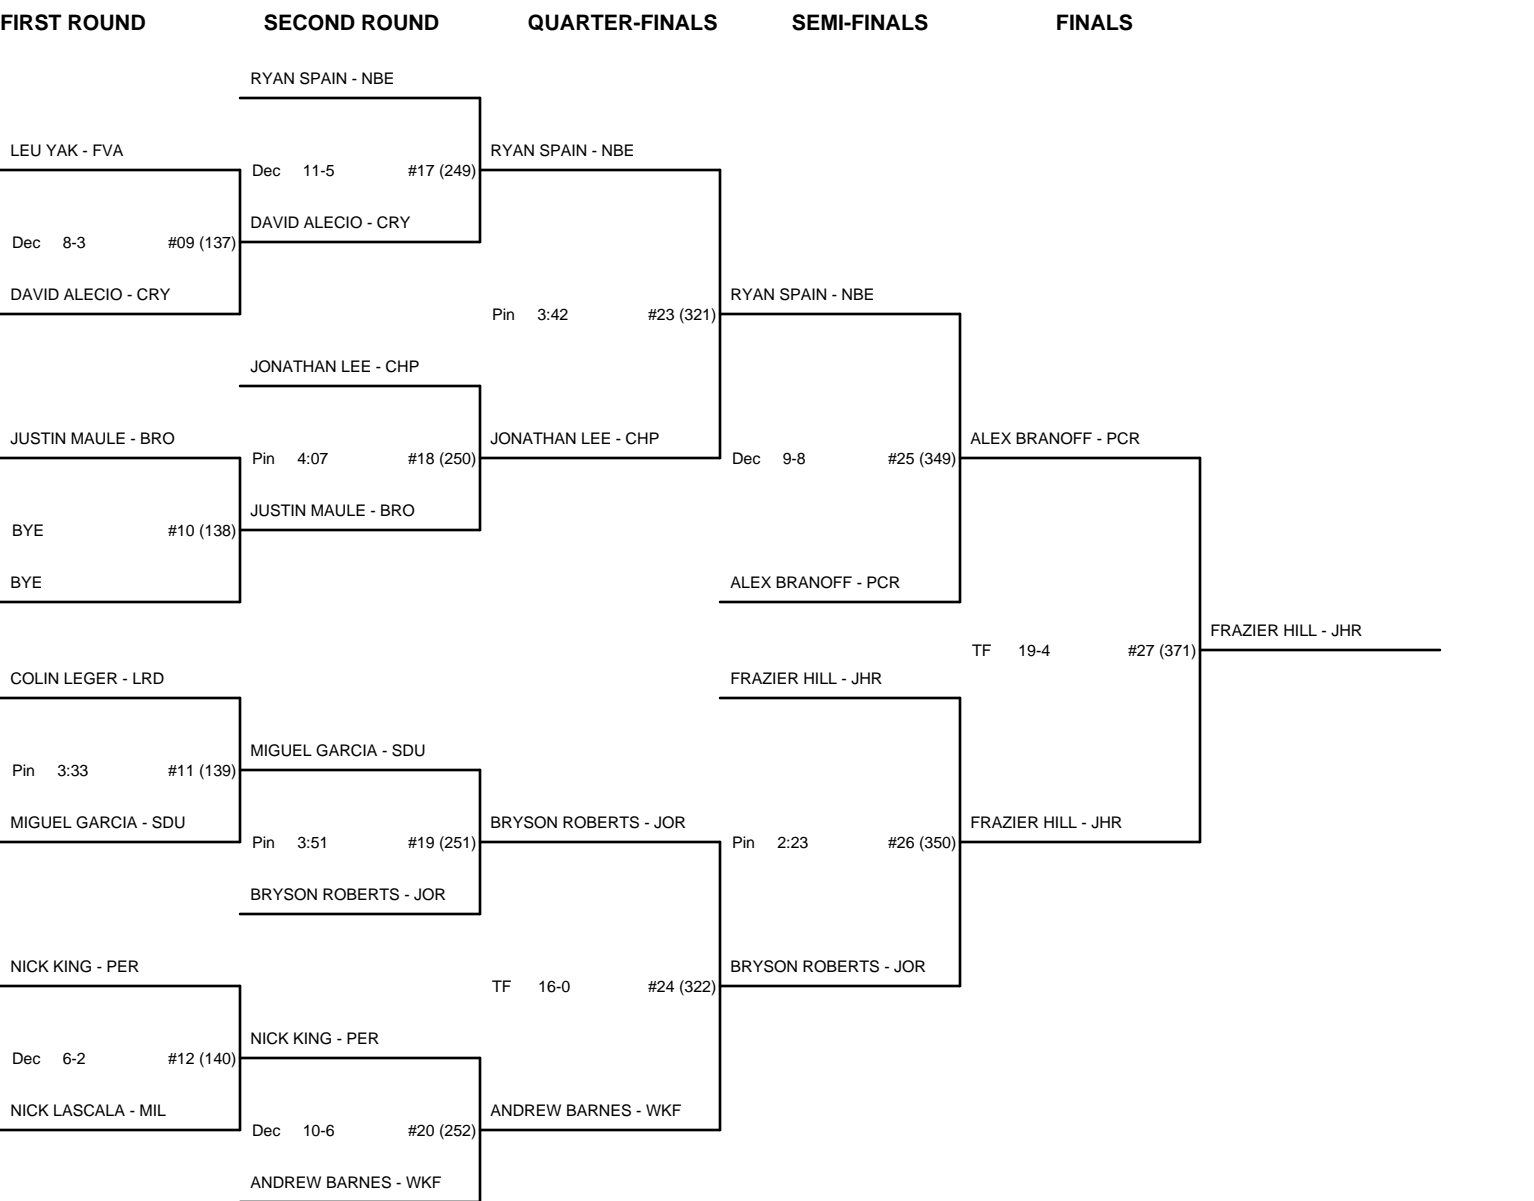 FIRST ROUND SECOND ROUND QUARTER-FINALS SEMI-FINALS FINALS
RYAN SPAIN - NBE
LEU YAK - FVA RYAN SPAIN - NBE
Dec 11-5 #17 (249)
DAVID ALECIO - CRY
Dec 8-3 #09 (137)
DAVID ALECIO - CRY RYAN SPAIN - NBE
Pin 3:42 #23 (321)
JONATHAN LEE - CHP
JUSTIN MAULE - BRO JONATHAN LEE - CHP ALEX BRANOFF - PCR
Pin 4:07 #18 (250) Dec 9-8 #25 (349)
JUSTIN MAULE - BRO
BYE #10 (138)
BYE ALEX BRANOFF - PCR
FRAZIER HILL - JHR
TF 19-4 #27 (371)
COLIN LEGER - LRD FRAZIER HILL - JHR
MIGUEL GARCIA - SDU
Pin 3:33 #11 (139)
MIGUEL GARCIA - SDU BRYSON ROBERTS - JOR FRAZIER HILL - JHR
Pin 3:51 #19 (251) Pin 2:23 #26 (350)
BRYSON ROBERTS - JOR
NICK KING - PER BRYSON ROBERTS - JOR
TF 16-0 #24 (322)
NICK KING - PER
Dec 6-2 #12 (140)
NICK LASCALA - MIL ANDREW BARNES - WKF
Dec 10-6 #20 (252)
ANDREW BARNES - WKF